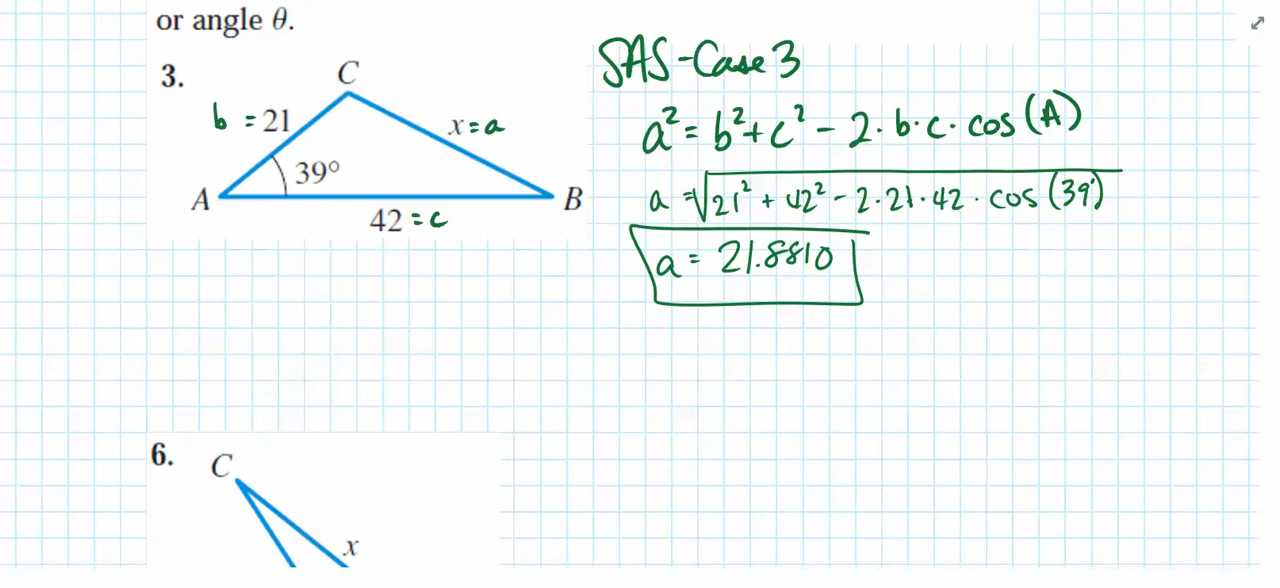 or angle θ.
3.
C
b = 21
x = a
39°
A
B
42 = c
SAS - Case 3
a² = b² + c² - 2 · b · c · cos (A)
a = √21² + 42² - 2 · 21 · 42 · cos (39°)
a = 21.8810
6.
C
x